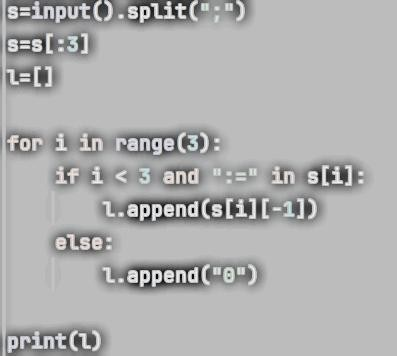 s=input().split(";")
s=s[:3]
l=[]
for i in range(3):
    if i < 3 and ":=" in s[i]:
        l.append(s[i][-1])
    else:
        l.append("0")
print(l)